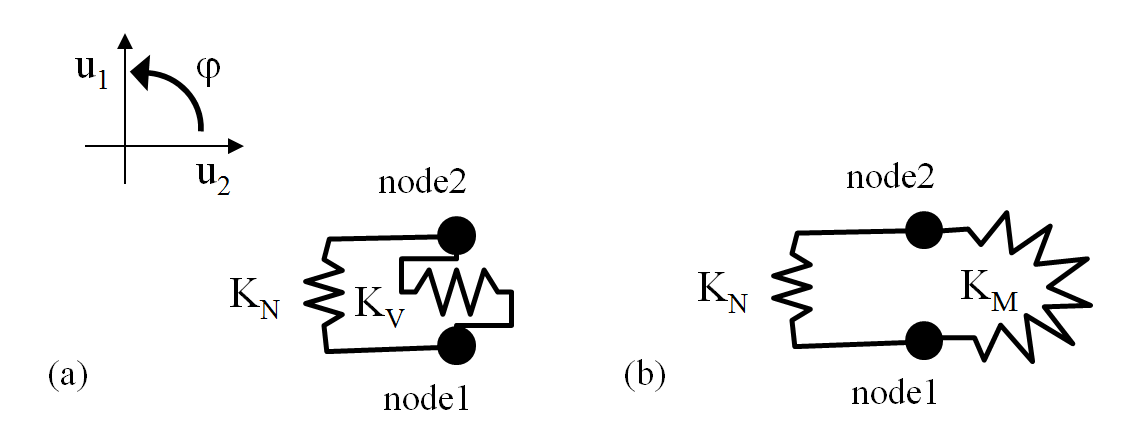 u1
φ
u2
node2
KN
KV
node1
(a)
node2
KN
KM
node1
(b)